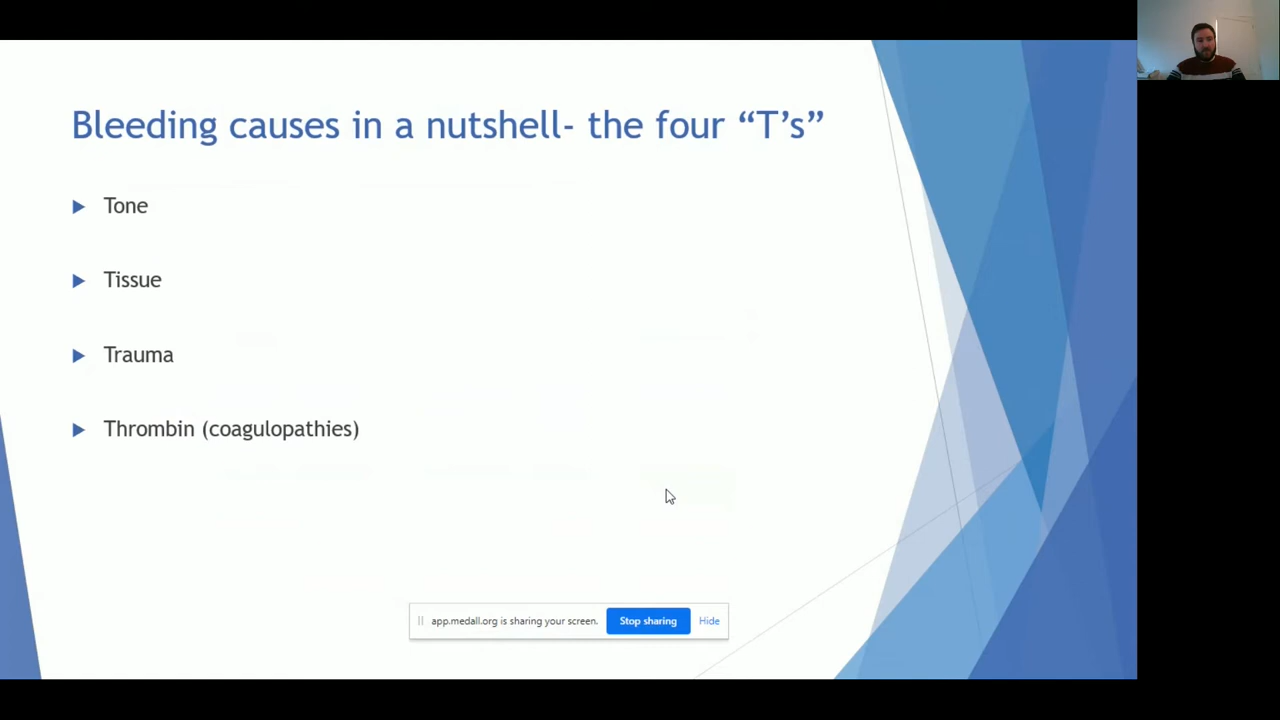 Bleeding causes in a nutshell- the four “T’s”
Tone
Tissue
Trauma
Thrombin (coagulopathies)
app.medall.org is sharing your screen. Stop sharing Hide